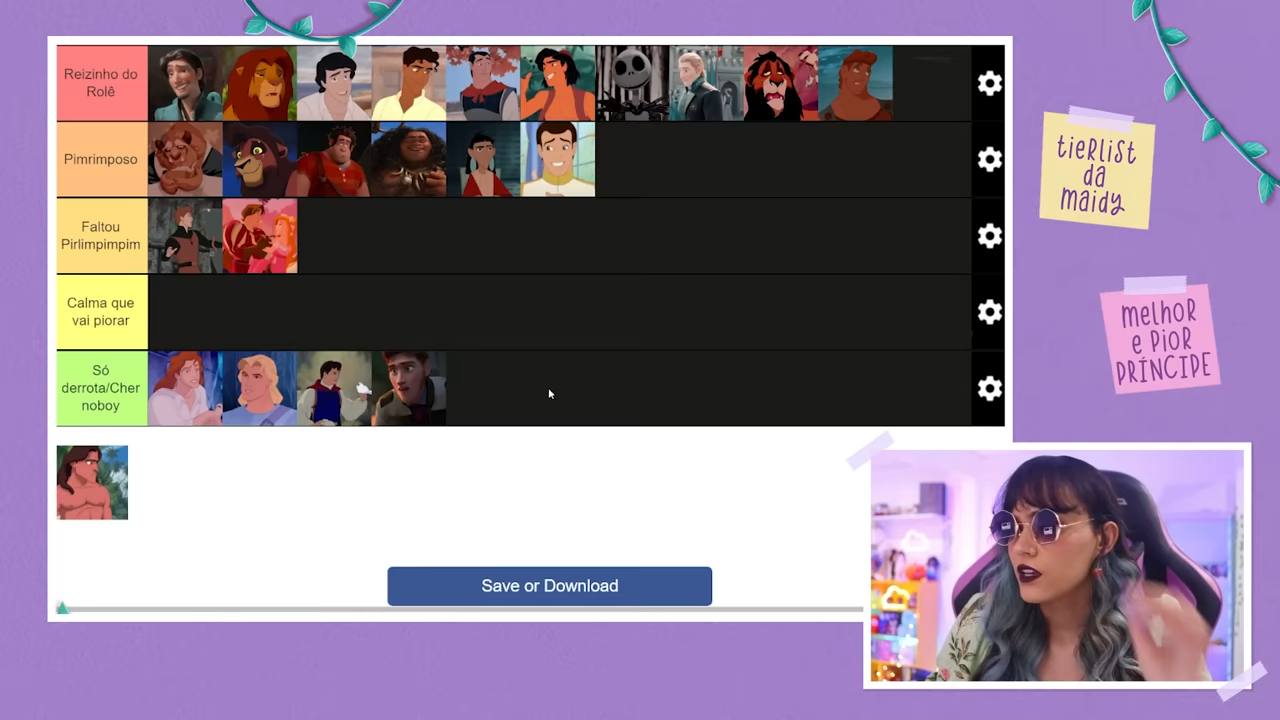 Reizinho do
Rolê
Pimrimposo
Faltou
Pirlimpimpim
Calma que
vai piorar
Só
derrota/Cher
noboy
Save or Download
tieRlist
da
maidy
melhoR
e PioR
PRÍNCIPE